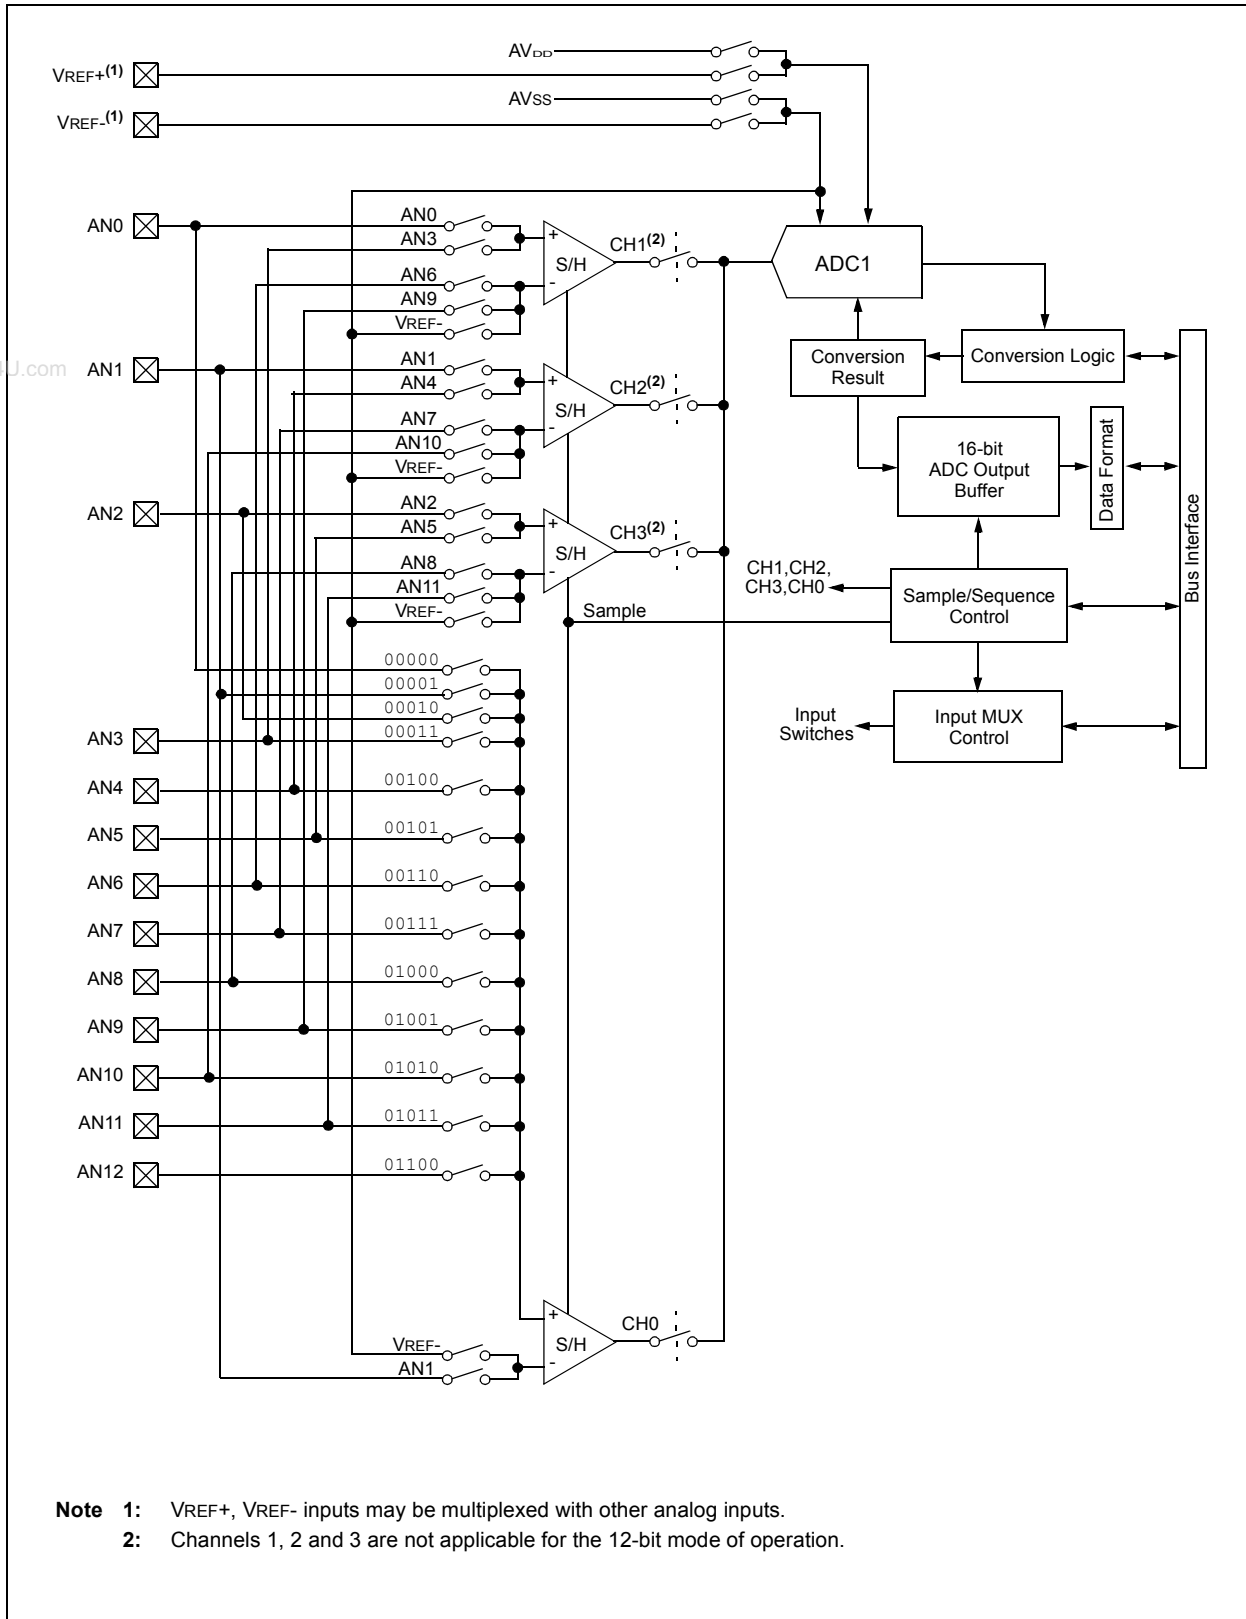 AVDD
VREF+(1)
AVSS
VREF-(1)
AN0
AN0
AN3
+
S/H
-
CH1(2)
ADC1
AN6
AN9
VREF-
4U.com
AN1
AN1
AN4
+
S/H
-
CH2(2)
AN7
AN10
VREF-
Conversion
Result
Conversion Logic
16-bit
ADC Output
Buffer
Data Format
Bus Interface
AN2
AN2
AN5
+
S/H
-
CH3(2)
AN8
AN11
VREF-
CH1,CH2,
CH3,CH0
Sample/Sequence
Control
Sample
Input
Switches
Input MUX
Control
00000
00001
00010
AN3
00011
AN4
00100
AN5
00101
AN6
00110
AN7
00111
AN8
01000
AN9
01001
AN10
01010
AN11
01011
AN12
01100
+
S/H
-
CH0
VREF-
AN1
Note 1: VREF+, VREF- inputs may be multiplexed with other analog inputs.
2: Channels 1, 2 and 3 are not applicable for the 12-bit mode of operation.